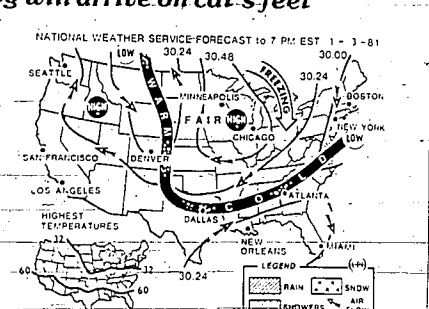 will arrive on cat's feet
NATIONAL WEATHER SERVICE FORECAST to 7 PM EST 1 - 3 - 81
LOW 30.24 30.48 30.00
SEATTLE
FREEZING
30.24
WARM
MINNEAPOLIS
BOSTON
HIGH
FAIR HIGH
NEW YORK
CHICAGO
LOW
SAN FRANCISCO
DENVER
COLD
LOS ANGELES
ATLANTA
DALLAS
HIGHEST
TEMPERATURES
NEW
ORLEANS
MIAMI
32
32
60
60
30.24
LEGEND
RAIN SNOW
SHOWERS AIR
FLOW